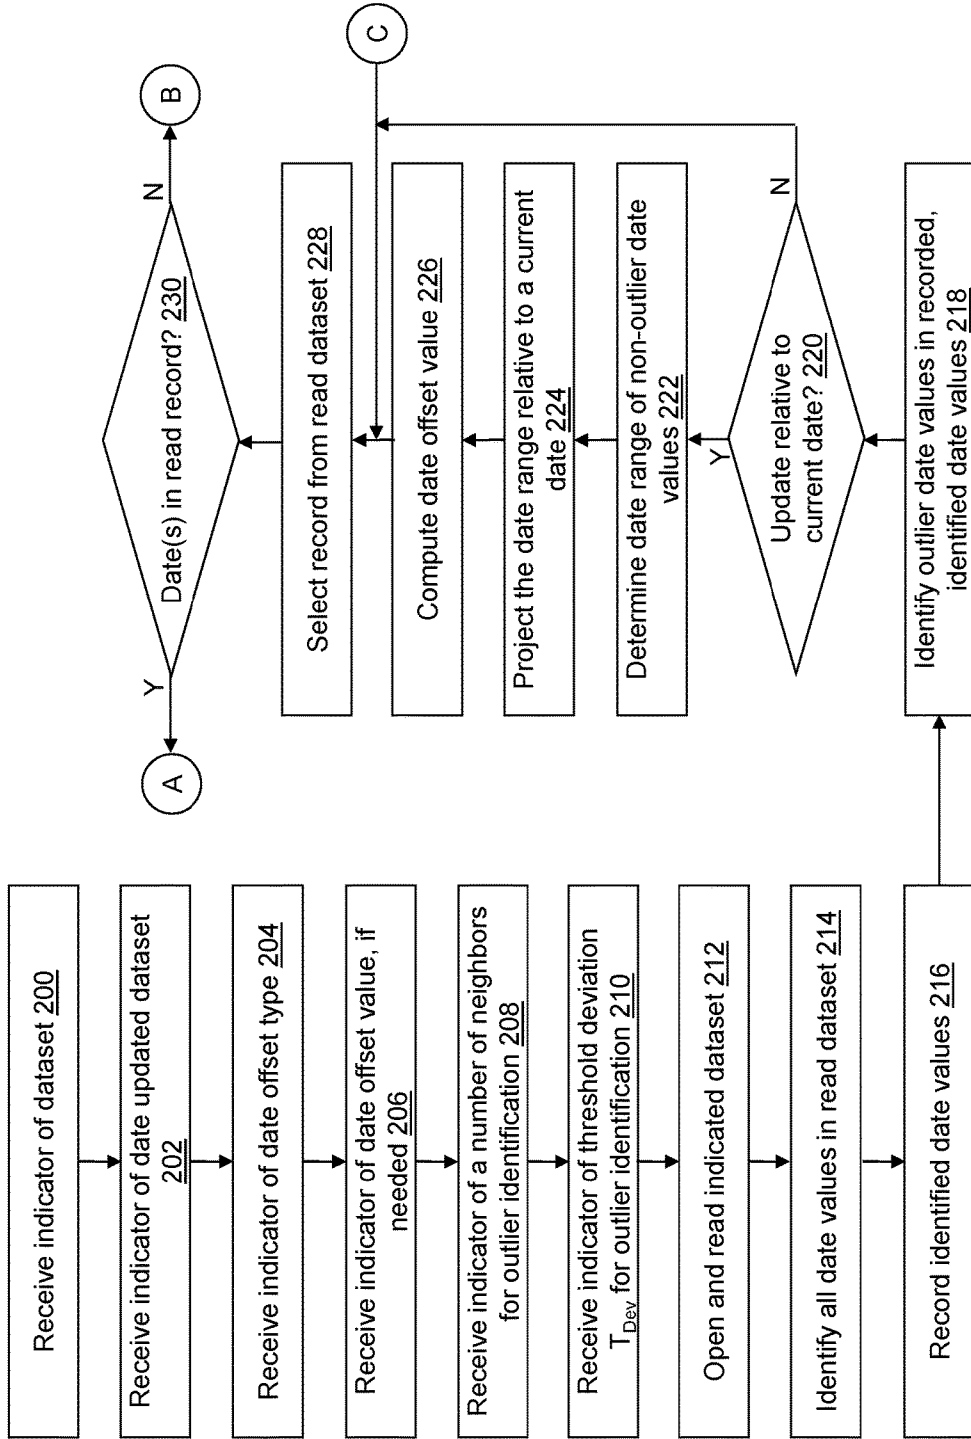 Receive indicator of dataset 200
Receive indicator of date updated dataset
202
Receive indicator of date offset type 204
Receive indicator of date offset value, if
needed 206
Receive indicator of a number of neighbors
for outlier identification 208
Receive indicator of threshold deviation
TDev for outlier identification 210
Open and read indicated dataset 212
Identify all date values in read dataset 214
Record identified date values 216
Identify outlier date values in recorded,
identified date values 218
Update relative to
current date? 220
Y
N
Determine date range of non-outlier date
values 222
Project the date range relative to a current
date 224
Compute date offset value 226
C
Select record from read dataset 228
Date(s) in read record? 230
Y
N
A
B